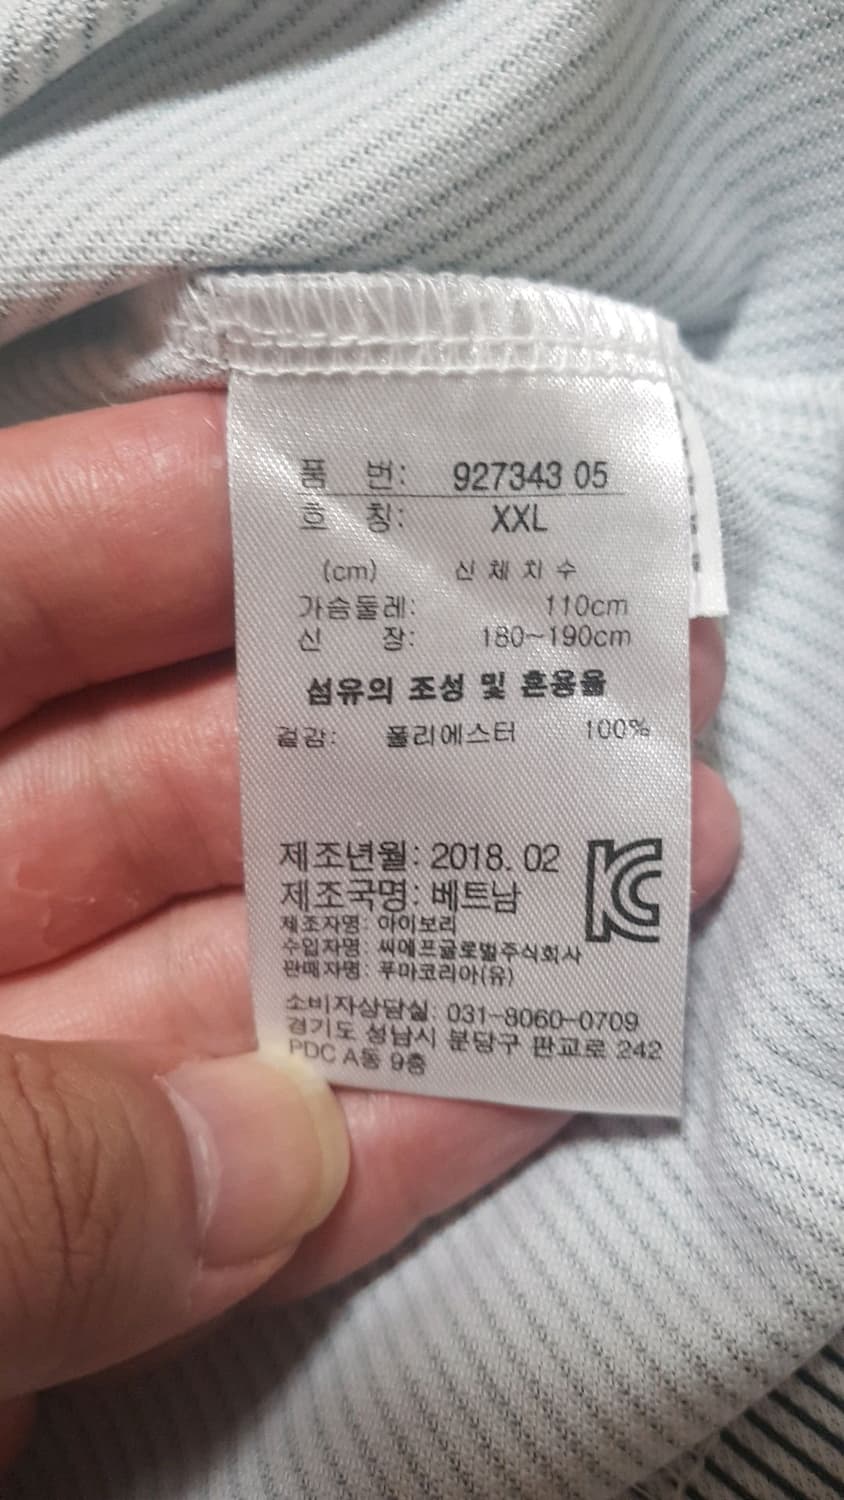 품 번: 927343 05
호 칭: XXL
(cm) 신 체 치 수
가슴둘레: 110cm
신 장: 180~190cm
섬유의 조성 및 혼용율
겉감: 폴리에스터 100%
제조년월: 2018. 02
제조국명: 베트남
제조자명: 아이보리
수입자명: 씨에프글로벌주식회사
판매자명: 푸마코리아(유)
소비자상담실: 031-8060-0709
경기도 성남시 분당구 판교로 242
PDC A동 9층